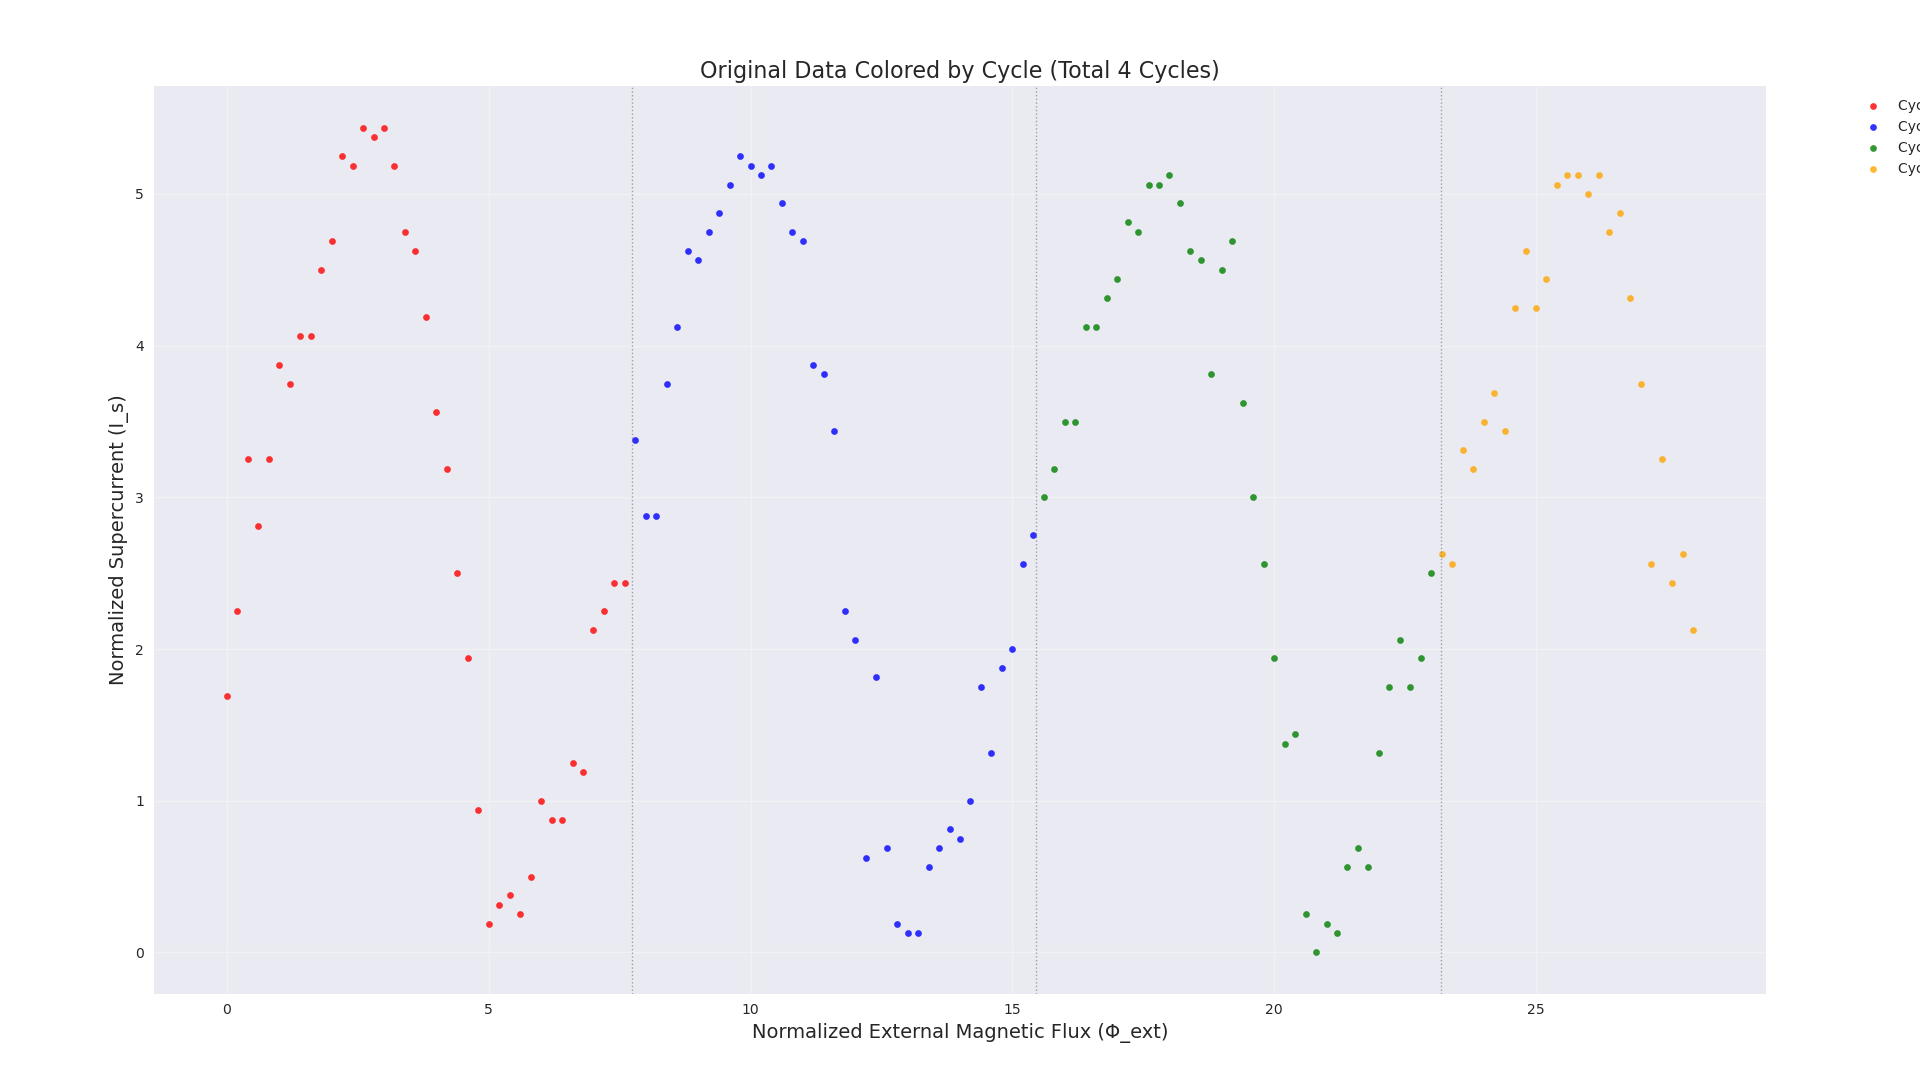 Original Data Colored by Cycle (Total 4 Cycles)
Cyc
Cyc
Cyc
Cyc
5
4
3
2
1
0
Normalized Supercurrent (I_s)
0 5 10 15 20 25
Normalized External Magnetic Flux (Φ_ext)